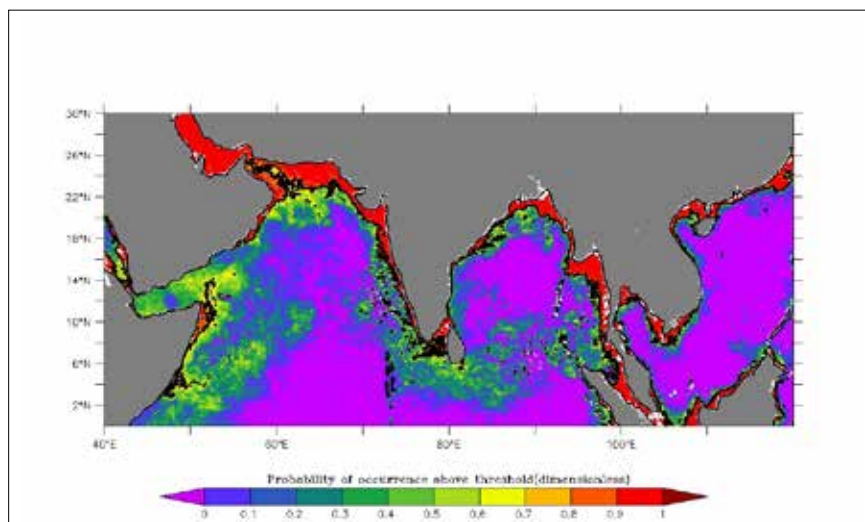 30°N
26°N
22°N
18°N
14°N
10°N
6°N
2°N
40°E 60°E 80°E 100°E
Probability of occurrence above threshold(dimensionless)
0 0.1 0.2 0.3 0.4 0.5 0.6 0.7 0.8 0.9 1